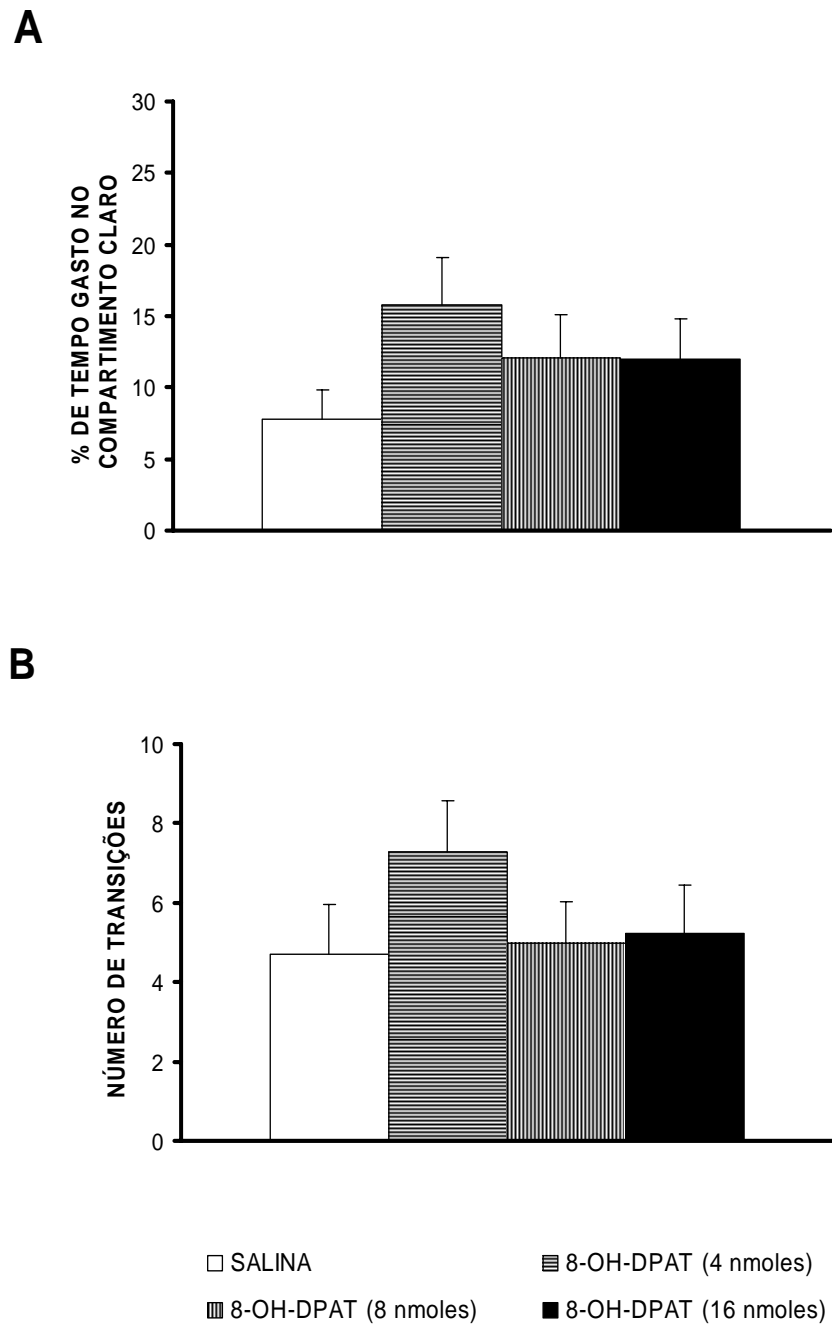 A
30
25
20
15
10
5
0
% DE TEMPO GASTO NO
COMPARTIMENTO CLARO
B
10
8
6
4
2
0
NÚMERO DE TRANSIÇÕES
SALINA
8-OH-DPAT (4 nmoles)
8-OH-DPAT (8 nmoles)
8-OH-DPAT (16 nmoles)